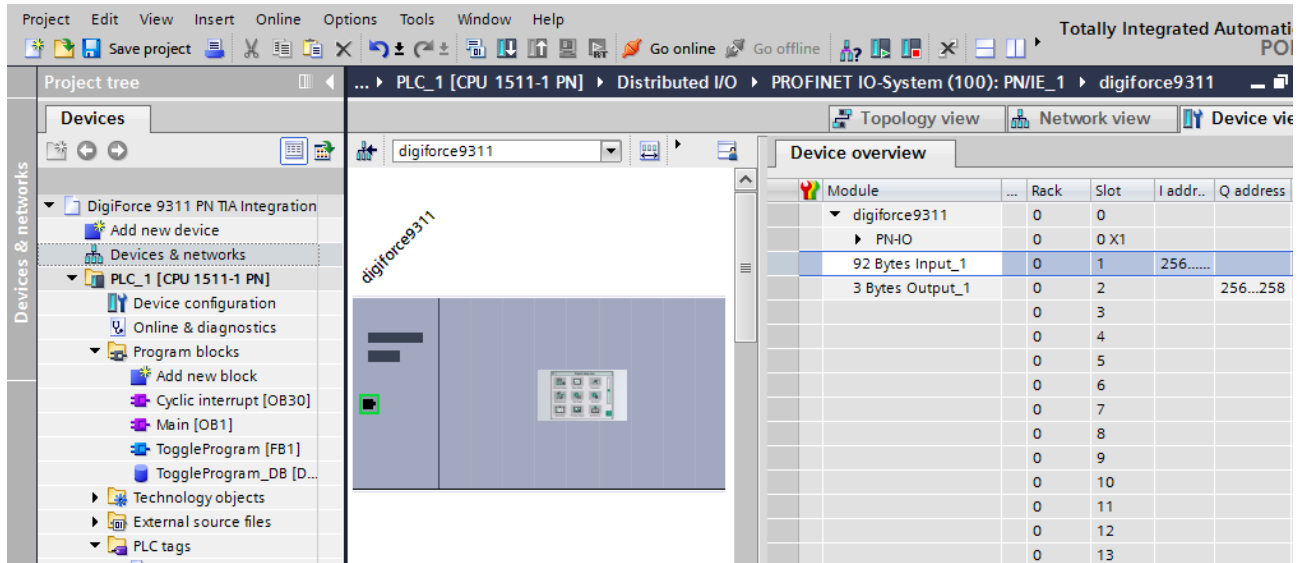 Project Edit View Insert Online Options Tools Window Help
Totally Integrated Automati
Save project Go online Go offline
PO
Project tree
... PLC_1 [CPU 1511-1 PN] Distributed I/O PROFINET IO-System (100): PN/IE_1 digiforce9311
Devices
Topology view Network view Device vie
digiforce9311
Device overview
Devices & networks
Module ... Rack Slot I addr.. Q address
digiforce9311 0 0
PN-IO 0 0 X1
92 Bytes Input_1 0 1 256......
3 Bytes Output_1 0 2 256...258
0 3
0 4
0 5
0 6
0 7
0 8
0 9
0 10
0 11
0 12
0 13
digiforce9311
DigiForce 9311 PN TIA Integration
Add new device
Devices & networks
PLC_1 [CPU 1511-1 PN]
Device configuration
Online & diagnostics
Program blocks
Add new block
Cyclic interrupt [OB30]
Main [OB1]
ToggleProgram [FB1]
ToggleProgram_DB [D...
Technology objects
External source files
PLC tags